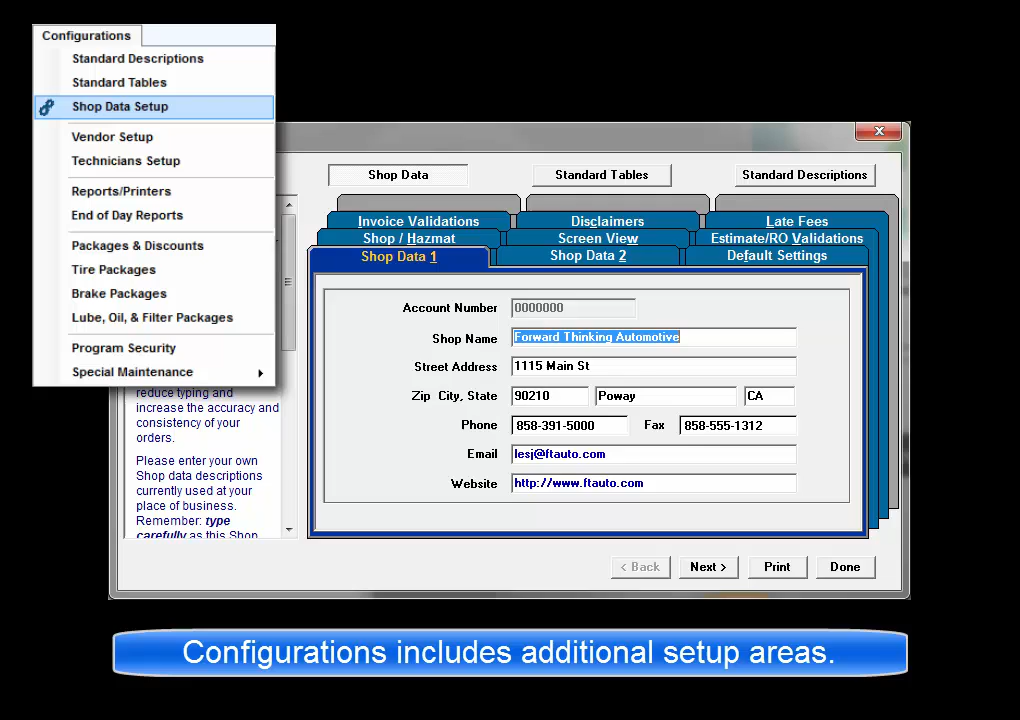 Configurations
Standard Descriptions
Standard Tables
Shop Data Setup
Vendor Setup
Technicians Setup
Reports/Printers
End of Day Reports
Packages & Discounts
Tire Packages
Brake Packages
Lube, Oil, & Filter Packages
Program Security
Special Maintenance
reduce typing and
increase the accuracy and
consistency of your
orders.
Please enter your own
Shop data descriptions
currently used at your
place of business.
Remember: type
carefully as this Shop
Shop Data Standard Tables Standard Descriptions
Invoice Validations Disclaimers Late Fees
Shop / Hazmat Screen View Estimate/RO Validations
Shop Data 1 Shop Data 2 Default Settings
Account Number 0000000
Shop Name Forward Thinking Automotive
Street Address 1115 Main St
Zip City, State 90210 Poway CA
Phone 858-391-5000 Fax 858-555-1312
Email lesj@ftauto.com
Website http://www.ftauto.com
< Back Next > Print Done
Configurations includes additional setup areas.